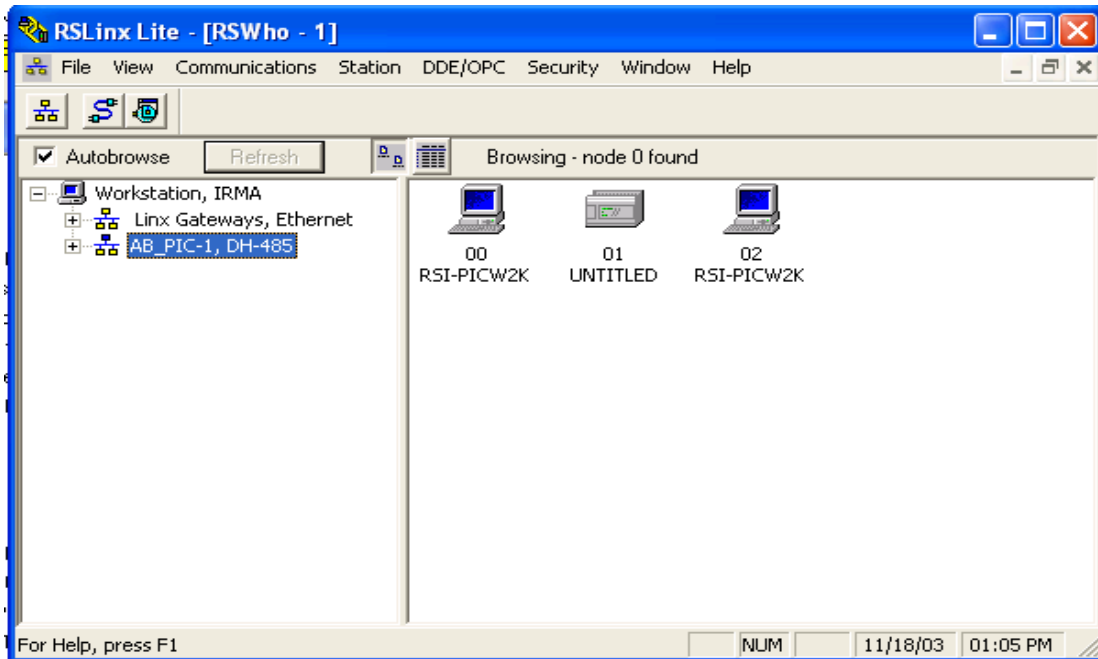 RSLinx Lite - [RSWho - 1]
File View Communications Station DDE/OPC Security Window Help
Autobrowse Refresh Browsing - node 0 found
Workstation, IRMA
Linx Gateways, Ethernet
AB_PIC-1, DH-485
00 01 02
RSI-PICW2K UNTITLED RSI-PICW2K
For Help, press F1 NUM 11/18/03 01:05 PM